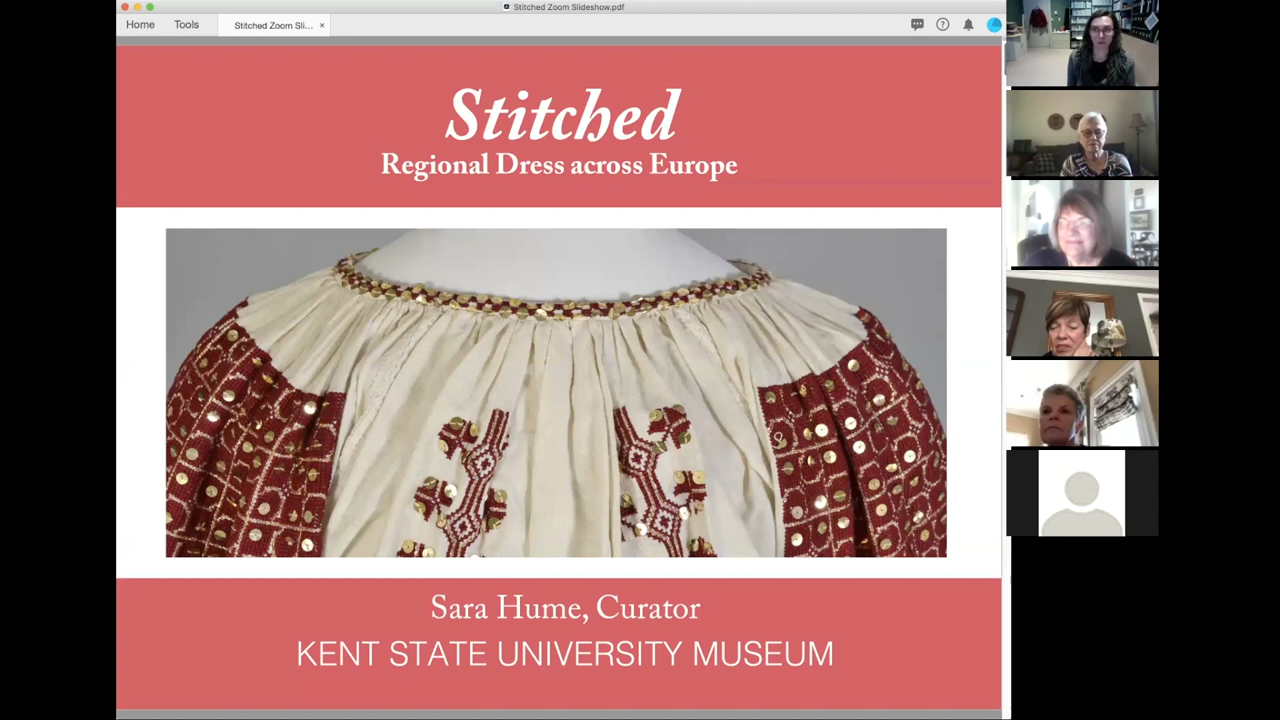 Stitched Zoom Slideshow.pdf
Home
Tools
Stitched Zoom Sli... ×
?
Stitched
Regional Dress across Europe
Sara Hume, Curator
KENT STATE UNIVERSITY MUSEUM